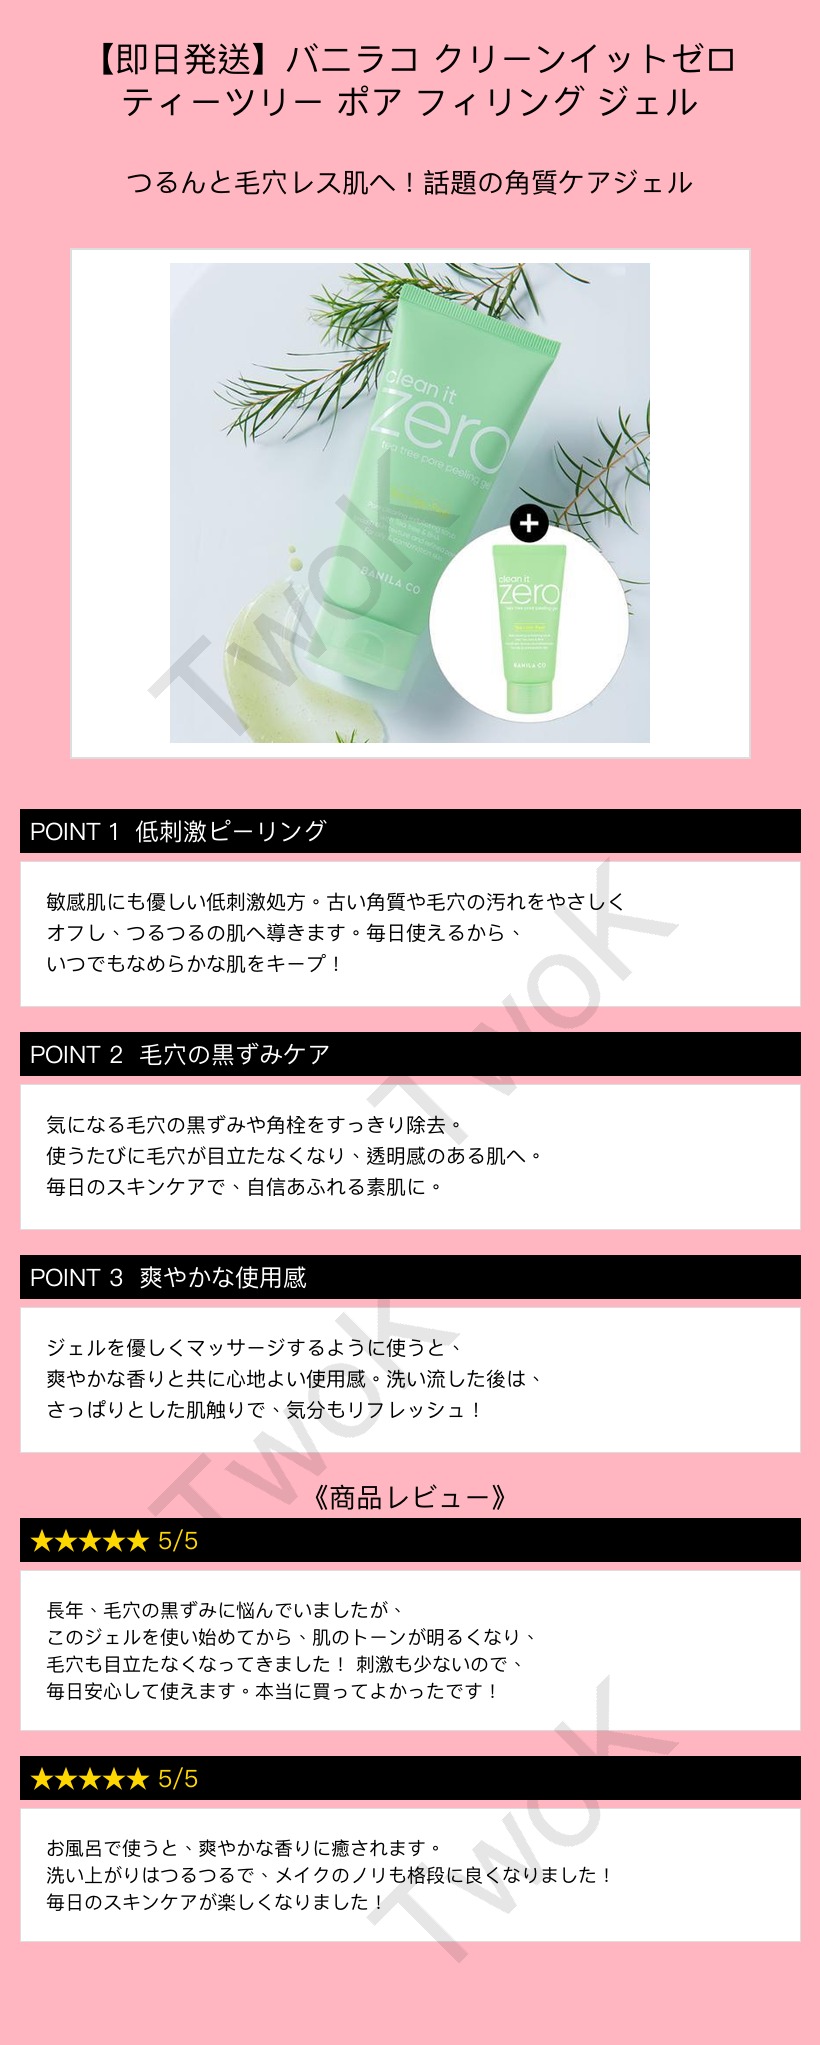 【即日発送】バニラコ クリーンイットゼロ
ティーツリー ポア フィリング ジェル
つるんと毛穴レス肌へ！話題の角質ケアジェル
clean it
zero
tea tree pore peeling gel
BANILA CO
+
clean it
zero
tea tree pore peeling gel
BANILA CO
TwoK
POINT 1 低刺激ピーリング
敏感肌にも優しい低刺激処方。古い角質や毛穴の汚れをやさしく
オフし、つるつるの肌へ導きます。毎日使えるから、
いつでもなめらかな肌をキープ！
TwoK
POINT 2 毛穴の黒ずみケア
気になる毛穴の黒ずみや角栓をすっきり除去。
使うたびに毛穴が目立たなくなり、透明感のある肌へ。
毎日のスキンケアで、自信あふれる素肌に。
POINT 3 爽やかな使用感
ジェルを優しくマッサージするように使うと、
爽やかな香りと共に心地よい使用感。洗い流した後は、
さっぱりとした肌触りで、気分もリフレッシュ！
TwoK
《商品レビュー》
★★★★★ 5/5
長年、毛穴の黒ずみに悩んでいましたが、
このジェルを使い始めてから、肌のトーンが明るくなり、
毛穴も目立たなくなってきました！ 刺激も少ないので、
毎日安心して使えます。本当に買ってよかったです！
★★★★★ 5/5
お風呂で使うと、爽やかな香りに癒されます。
洗い上がりはつるつるで、メイクのノリも格段に良くなりました！
毎日のスキンケアが楽しくなりました！
TwoK